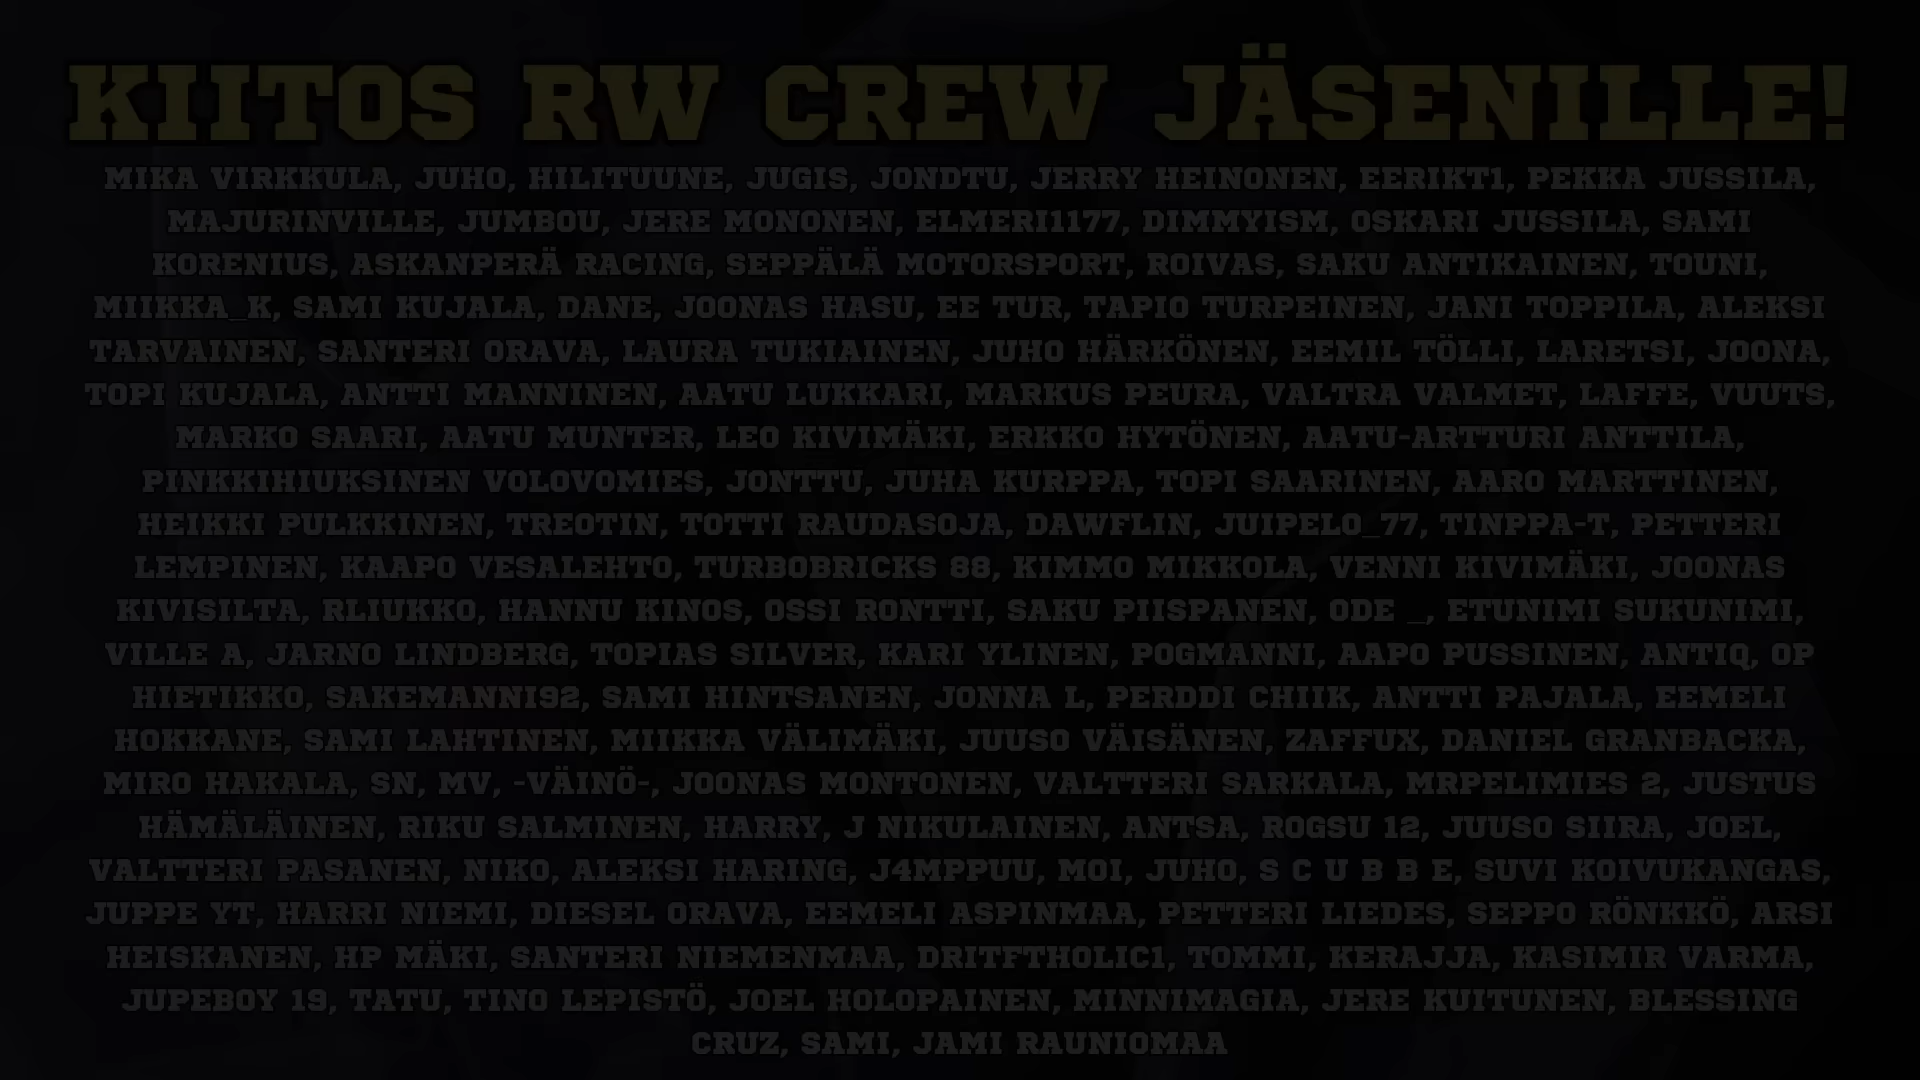 KIITOS RW CREW JÄSENILLE!
MIKA VIRKKULA, JUHO, HILITUUNE, JUGIS, JONDTU, JERRY HEINONEN, EERIKT1, PEKKA JUSSILA,
MAJURINVILLE, JUMBOU, JERE MONONEN, ELMERI1177, DIMMYISM, OSKARI JUSSILA, SAMI
KORENIUS, ASKANPERÄ RACING, SEPPÄLÄ MOTORSPORT, ROIVAS, SAKU ANTIKAINEN, TOUNI,
MIIKKA_K, SAMI KUJALA, DANE, JOONAS HASU, EE TUR, TAPIO TURPEINEN, JANI TOPPILA, ALEKSI
TARVAINEN, SANTERI ORAVA, LAURA TUKIAINEN, JUHO HÄRKÖNEN, EEMIL TÖLLI, LARETSI, JOONA,
TOPI KUJALA, ANTTI MANNINEN, AATU LUKKARI, MARKUS PEURA, VALTRA VALMET, LAFFE, VUUTS,
MARKO SAARI, AATU MUNTER, LEO KIVIMÄKI, ERKKO HYTÖNEN, AATU-ARTTURI ANTTILA,
PINKKIHIUKSINEN VOLOVOMIES, JONTTU, JUHA KURPPA, TOPI SAARINEN, AARO MARTTINEN,
HEIKKI PULKKINEN, TREOTIN, TOTTI RAUDASOJA, DAWFLIN, JUIPELO_77, TINPPA-T, PETTERI
LEMPINEN, KAAPO VESALEHTO, TURBOBRICKS 88, KIMMO MIKKOLA, VENNI KIVIMÄKI, JOONAS
KIVISILTA, RLIUKKO, HANNU KINOS, OSSI RONTTI, SAKU PIISPANEN, ODE _, ETUNIMI SUKUNIMI,
VILLE A, JARNO LINDBERG, TOPIAS SILVER, KARI YLINEN, POGMANNI, AAPO PUSSINEN, ANTIQ, OP
HIETIKKO, SAKEMANNI92, SAMI HINTSANEN, JONNA L, PERDDI CHIIK, ANTTI PAJALA, EEMELI
HOKKANE, SAMI LAHTINEN, MIIKKA VÄLIMÄKI, JUUSO VÄISÄNEN, ZAFFUX, DANIEL GRANBACKA,
MIRO HAKALA, SN, MV, -VÄINÖ-, JOONAS MONTONEN, VALTTERI SARKALA, MRPELIMIES 2, JUSTUS
HÄMÄLÄINEN, RIKU SALMINEN, HARRY, J NIKULAINEN, ANTSA, ROGSU 12, JUUSO SIIRA, JOEL,
VALTTERI PASANEN, NIKO, ALEKSI HARING, J4MPPUU, MOI, JUHO, S C U B B E, SUVI KOIVUKANGAS,
JUPPE YT, HARRI NIEMI, DIESEL ORAVA, EEMELI ASPINMAA, PETTERI LIEDES, SEPPO RÖNKKÖ, ARSI
HEISKANEN, HP MÄKI, SANTERI NIEMENMAA, DRITFTHOLIC1, TOMMI, KERAJJA, KASIMIR VARMA,
JUPEBOY 19, TATU, TINO LEPISTÖ, JOEL HOLOPAINEN, MINNIMAGIA, JERE KUITUNEN, BLESSING
CRUZ, SAMI, JAMI RAUNIOMAA